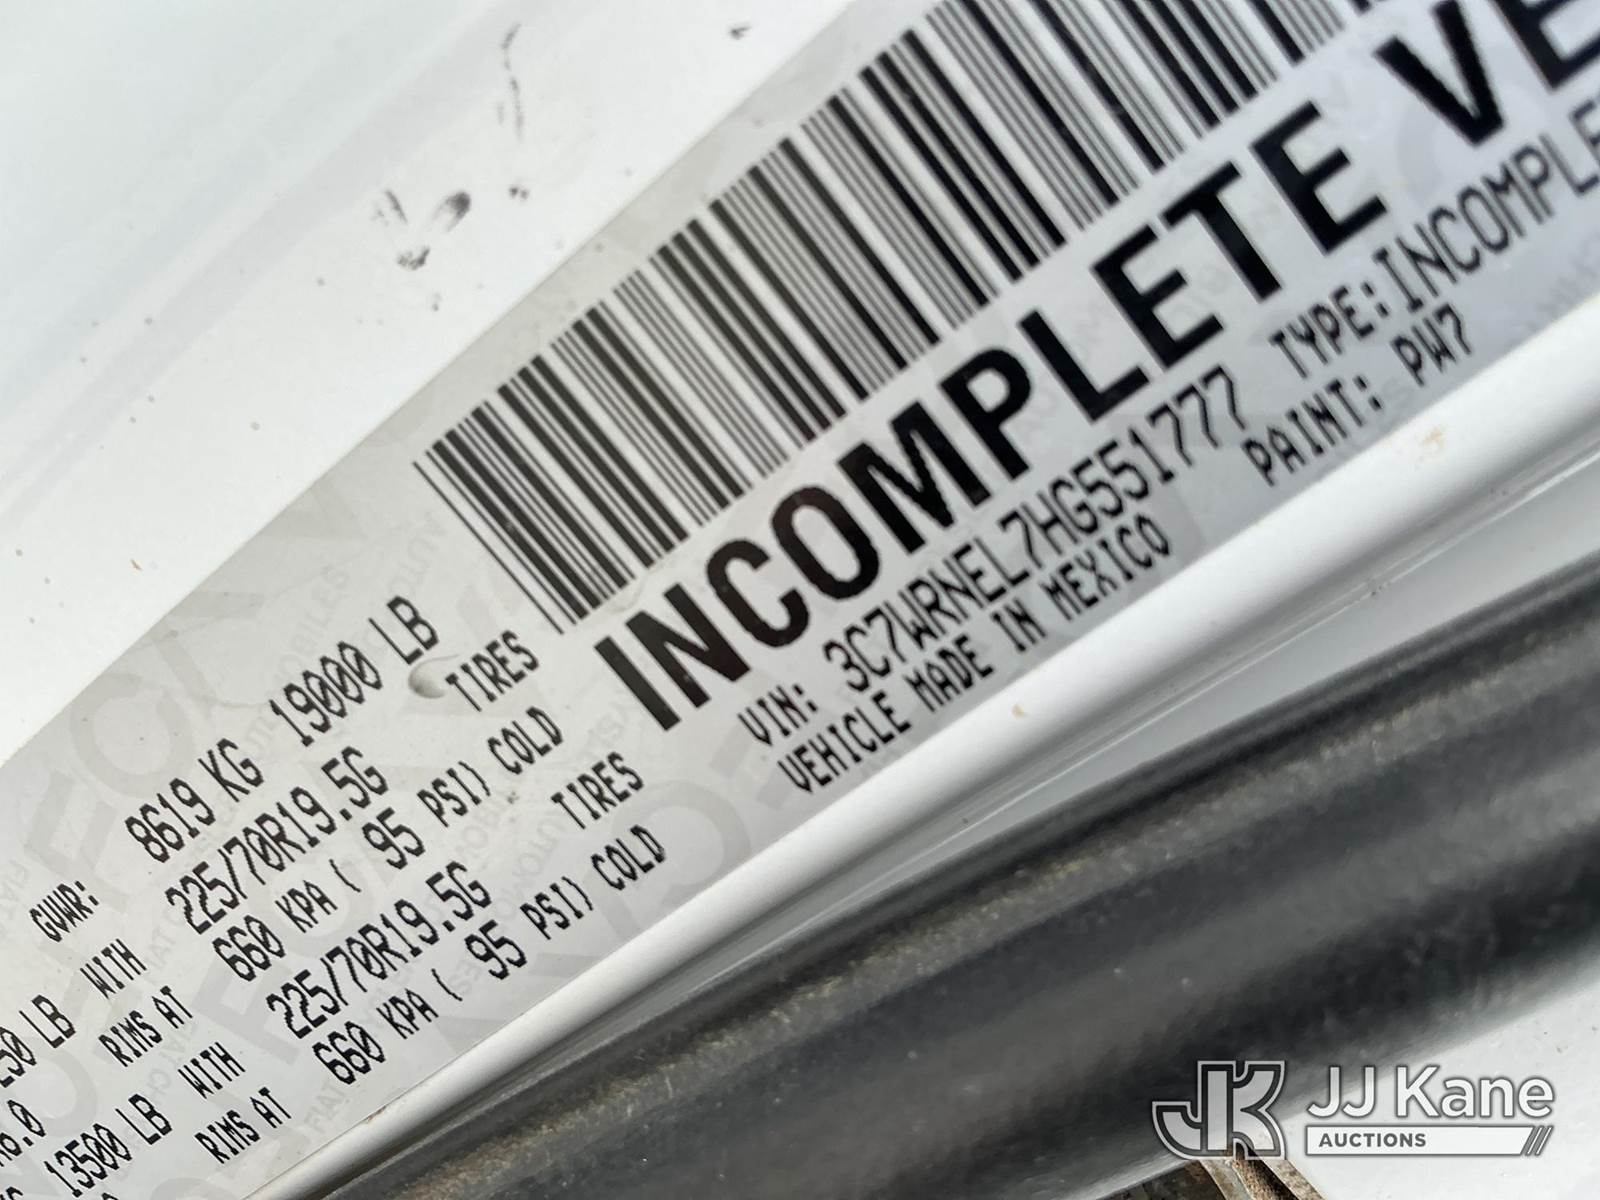 GVWR: 8619 KG 19000 LB
250 LB WITH 225/70R19.5G TIRES
RIMS AT 660 KPA ( 95 PSI) COLD
13500 LB WITH 225/70R19.5G TIRES
RIMS AT 660 KPA ( 95 PSI) COLD
INCOMPLETE VE
VIN: 3C7WRNEL7HG551777 TYPE:INCOMPLE
VEHICLE MADE IN MEXICO PAINT: PW7
JJ Kane
AUCTIONS